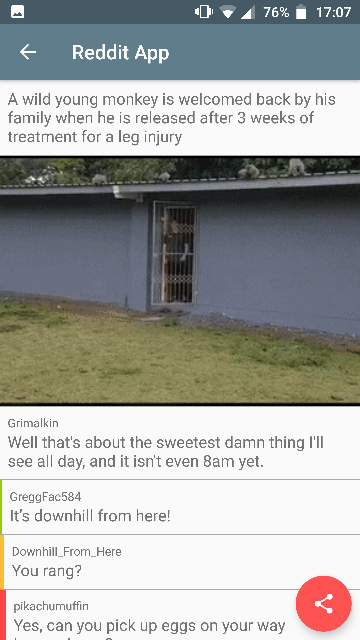 76% 17:07
Reddit App
A wild young monkey is welcomed back by his
family when he is released after 3 weeks of
treatment for a leg injury
Grimalkin
Well that's about the sweetest damn thing I'll
see all day, and it isn't even 8am yet.
GreggFac584
It's downhill from here!
Downhill_From_Here
You rang?
pikachumuffin
Yes, can you pick up eggs on your way